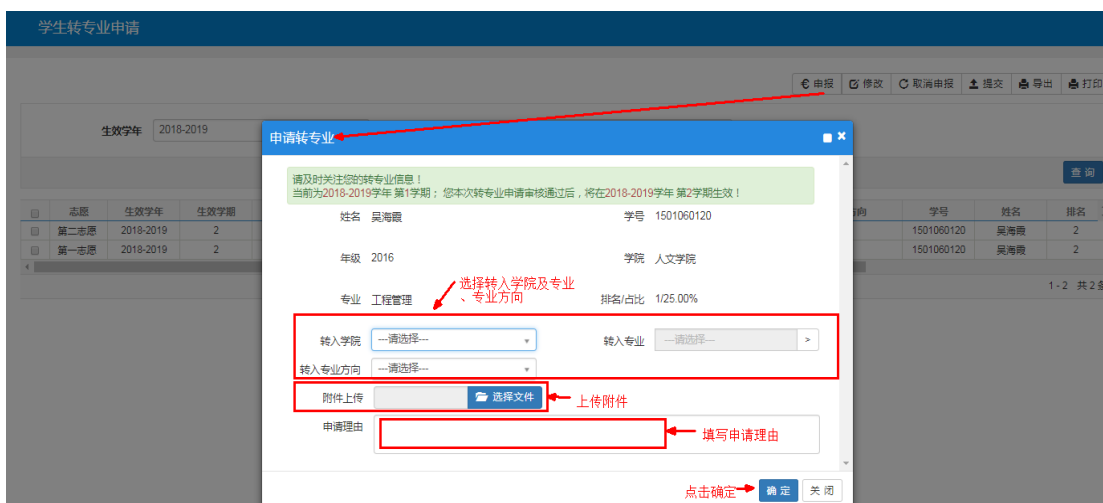 学生转专业申请
申报 修改 取消申报 提交 导出 打印
生效学年 2018-2019
查询
申请转专业
请及时关注您的转专业信息！
当前为2018-2019学年 第1学期； 您本次转专业申请审核通过后，将在2018-2019学年 第2学期生效！
姓名 吴海霞 学号 1501060120
年级 2016 学院 人文学院
专业 工程管理 排名/占比 1/25.00%
选择转入学院及专业
、专业方向
转入学院 ---请选择--- 转入专业 ---请选择--- >
转入专业方向 ---请选择---
附件上传 选择文件 上传附件
申请理由 填写申请理由
点击确定 确定 关闭
志愿 生效学年 生效学期 向 学号 姓名 排名
第二志愿 2018-2019 2 1501060120 吴海霞 2
第一志愿 2018-2019 2 1501060120 吴海霞 2
1-2 共2条